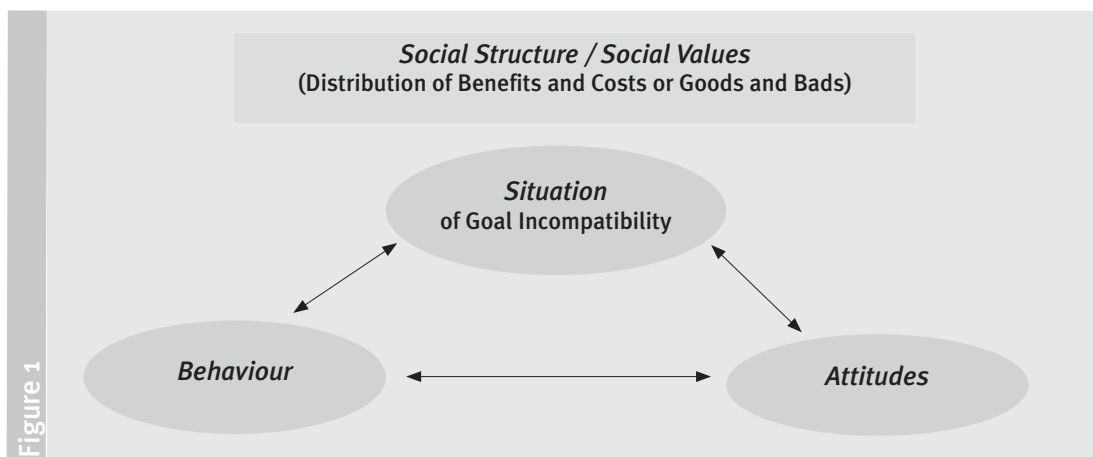 Social Structure / Social Values
(Distribution of Benefits and Costs or Goods and Bads)
Situation
of Goal Incompatibility
Behaviour
Attitudes
Figure 1